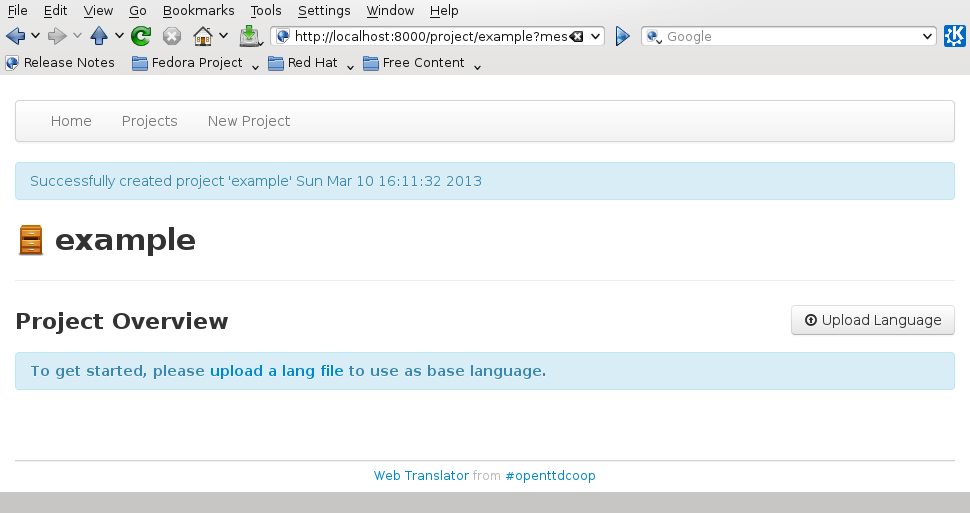 File Edit View Go Bookmarks Tools Settings Window Help
http://localhost:8000/project/example?mes Google
Release Notes Fedora Project Red Hat Free Content
Home Projects New Project
Successfully created project 'example' Sun Mar 10 16:11:32 2013
example
Project Overview Upload Language
To get started, please upload a lang file to use as base language.
Web Translator from #openttdcoop